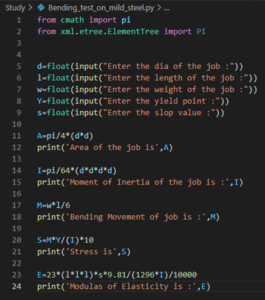 Study > Bending_test_on_mild_steel.py > ...
1 from cmath import pi
2 from xml.etree.ElementTree import PI
3
4
5 d=float(input("Enter the dia of the job :"))
6 l=float(input("Enter the length of the job :"))
7 w=float(input("Enter the weight of the job :"))
8 Y=float(input("Enter the yield point :"))
9 s=float(input("Enter the slop value :"))
10
11 A=pi/4*(d*d)
12 print('Area of the job is',A)
13
14 I=pi/64*(d*d*d*d)
15 print('Moment of Inertia of the job is :',I)
16
17 M=w*l/6
18 print('Bending Movement of job is :',M)
19
20 S=M*Y/(I)*10
21 print('Stress is',S)
22
23 E=23*(l*l*l)*s*9.81/(1296*I)/10000
24 print('Modulas of Elasticity is :',E)